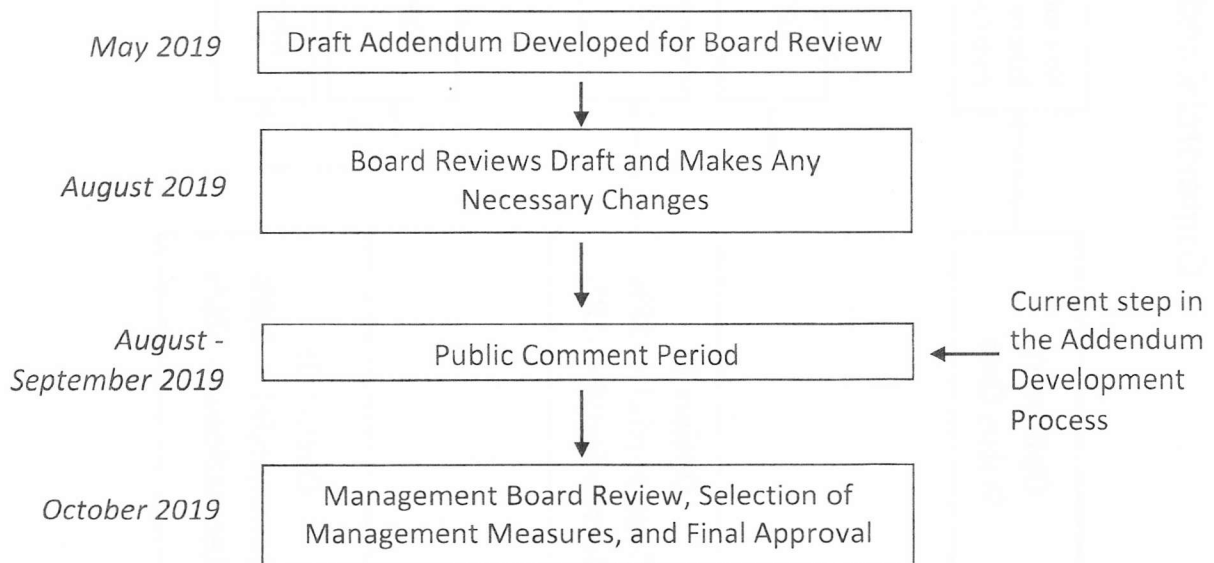 May 2019
Draft Addendum Developed for Board Review
August 2019
Board Reviews Draft and Makes Any
Necessary Changes
August -
September 2019
Public Comment Period
Current step in
the Addendum
Development
Process
October 2019
Management Board Review, Selection of
Management Measures, and Final Approval